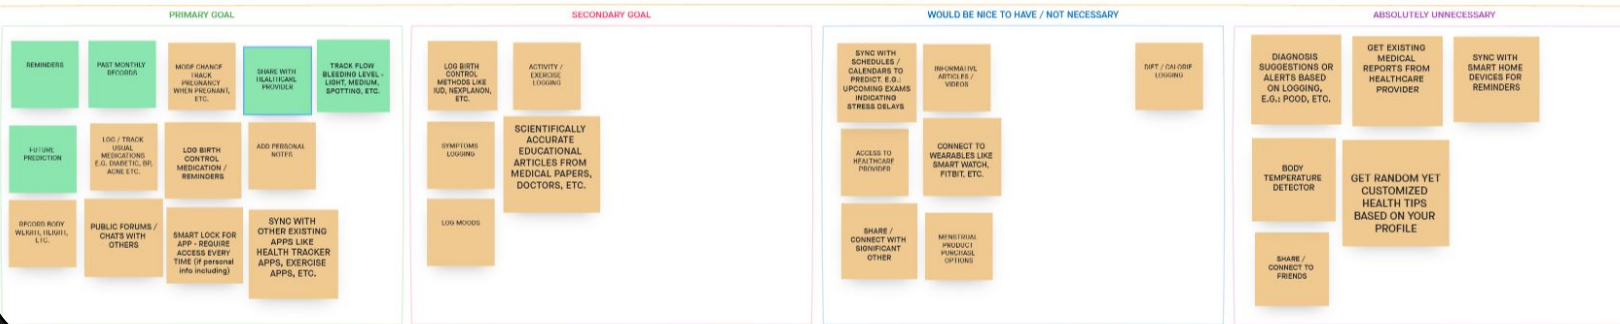 PRIMARY GOAL
REMINDERS
PAST MONTHLY
RECORDS
MODE CHANGE
TRACK
PREGNANCY
WHEN PREGNANT,
ETC.
SHARE WITH
HEALTHCARE
PROVIDER
TRACK FLOW
BLEEDING LEVEL -
LIGHT, MEDIUM,
SPOTTING, ETC.
FUTURE
PREDICTION
LOG / TRACK
USUAL
MEDICATIONS
E.G. DIABETIC, BP,
ACNE ETC.
LOG BIRTH
CONTROL
MEDICATION /
REMINDERS
ADD PERSONAL
NOTES
RECORD BODY
WEIGHT, HEIGHT,
ETC.
PUBLIC FORUMS /
CHATS WITH
OTHERS
SMART LOCK FOR
APP - REQUIRE
ACCESS EVERY
TIME (if personal
info including)
SYNC WITH
OTHER EXISTING
APPS LIKE
HEALTH TRACKER
APPS, EXERCISE
APPS, ETC.
SECONDARY GOAL
LOG BIRTH
CONTROL
METHODS LIKE
IUD, NEXPLANON,
ETC.
ACTIVITY /
EXERCISE
LOGGING
SYMPTOMS
LOGGING
SCIENTIFICALLY
ACCURATE
EDUCATIONAL
ARTICLES FROM
MEDICAL PAPERS,
DOCTORS, ETC.
LOG MOODS
WOULD BE NICE TO HAVE / NOT NECESSARY
SYNC WITH
SCHEDULES /
CALENDARS TO
PREDICT. E.G.:
UPCOMING EXAMS
INDICATING
STRESS DELAYS
INFORMATIVE
ARTICLES /
VIDEOS
DIET / CALORIE
LOGGING
ACCESS TO
HEALTHCARE
PROVIDER
CONNECT TO
WEARABLES LIKE
SMART WATCH,
FITBIT, ETC.
SHARE /
CONNECT WITH
SIGNIFICANT
OTHER
MENSTRUAL
PRODUCT
PURCHASE
OPTIONS
ABSOLUTELY UNNECESSARY
DIAGNOSIS
SUGGESTIONS OR
ALERTS BASED
ON LOGGING,
E.G.: PCOD, ETC.
GET EXISTING
MEDICAL
REPORTS FROM
HEALTHCARE
PROVIDER
SYNC WITH
SMART HOME
DEVICES FOR
REMINDERS
BODY
TEMPERATURE
DETECTOR
GET RANDOM YET
CUSTOMIZED
HEALTH TIPS
BASED ON YOUR
PROFILE
SHARE /
CONNECT TO
FRIENDS